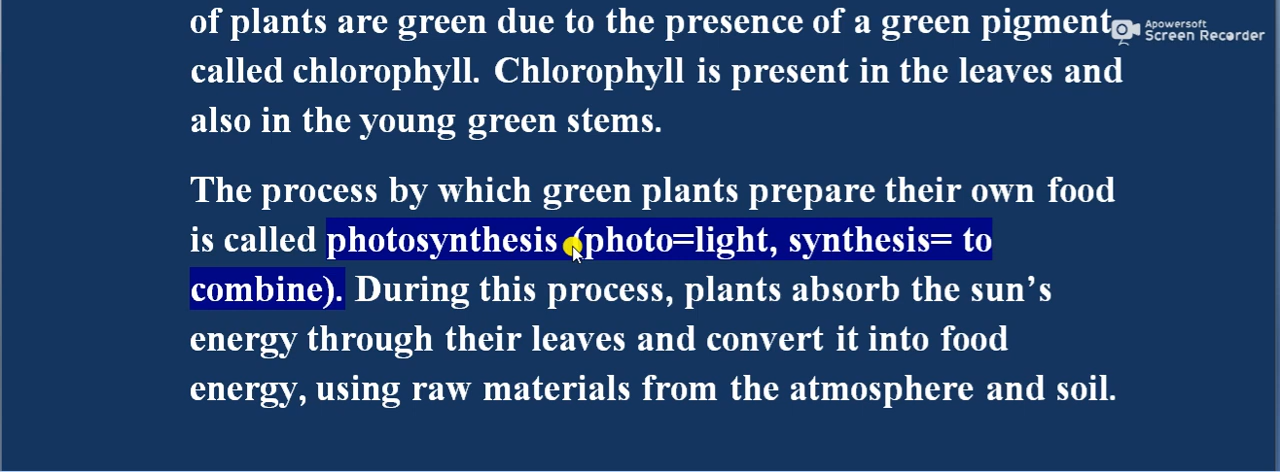 of plants are green due to the presence of a green pigment
Apowersoft
Screen Recorder
called chlorophyll. Chlorophyll is present in the leaves and
also in the young green stems.
The process by which green plants prepare their own food
is called photosynthesis (photo=light, synthesis= to
combine). During this process, plants absorb the sun’s
energy through their leaves and convert it into food
energy, using raw materials from the atmosphere and soil.